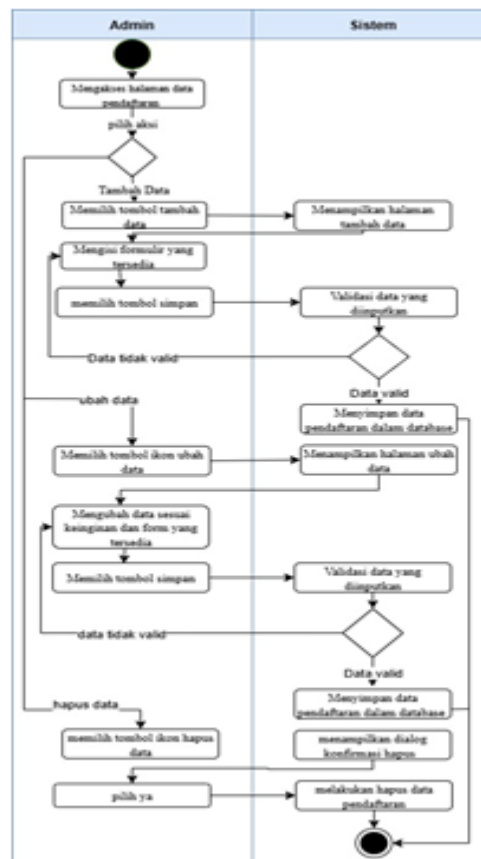 Admin
Sistem
Mengakses halaman data
pendaftaran
pilih aksi
Tambah Data
Memilih tombol tambah
data
Menampilkan halaman
tambah data
Mengisi formulir yang
tersedia
memilih tombol simpan
Validasi data yang
diinputkan
Data tidak valid
Data valid
ubah data
Menyimpan data
pendaftaran dalam database
Memilih tombol ikon ubah
data
Menampilkan halaman ubah
data
Mengubah data sesuai
keinginan dan form yang
tersedia
Memilih tombol simpan
Validasi data yang
diinputkan
data tidak valid
Data valid
hapus data
Menyimpan data
pendaftaran dalam database
memilih tombol ikon hapus
data
menampilkan dialog
konfirmasi hapus
pilih ya
melakukan hapus data
pendaftaran